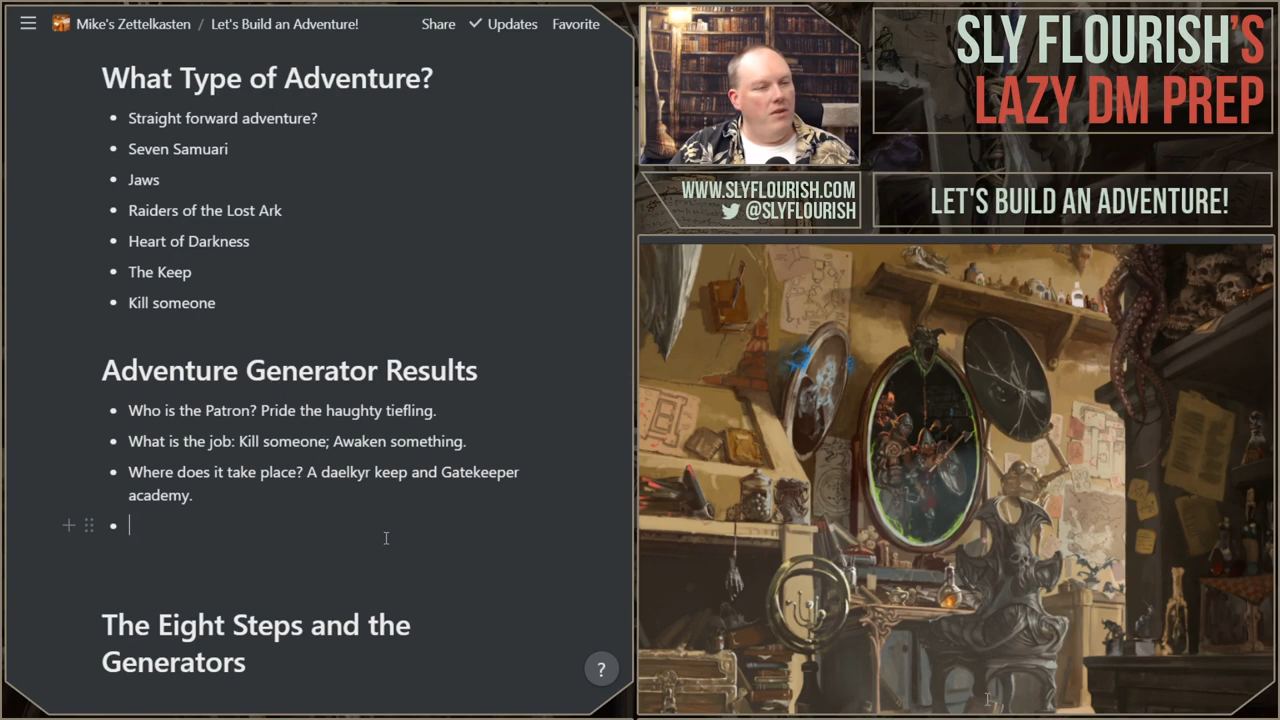 Mike's Zettelkasten / Let's Build an Adventure!
Share Updates Favorite
What Type of Adventure?
Straight forward adventure?
Seven Samuari
Jaws
Raiders of the Lost Ark
Heart of Darkness
The Keep
Kill someone
Adventure Generator Results
Who is the Patron? Pride the haughty tiefling.
What is the job: Kill someone; Awaken something.
Where does it take place? A daelkyr keep and Gatekeeper
academy.
The Eight Steps and the
Generators
?
SLY FLOURISH'S
LAZY DM PREP
WWW.SLYFLOURISH.COM
@SLYFLOURISH
LET'S BUILD AN ADVENTURE!